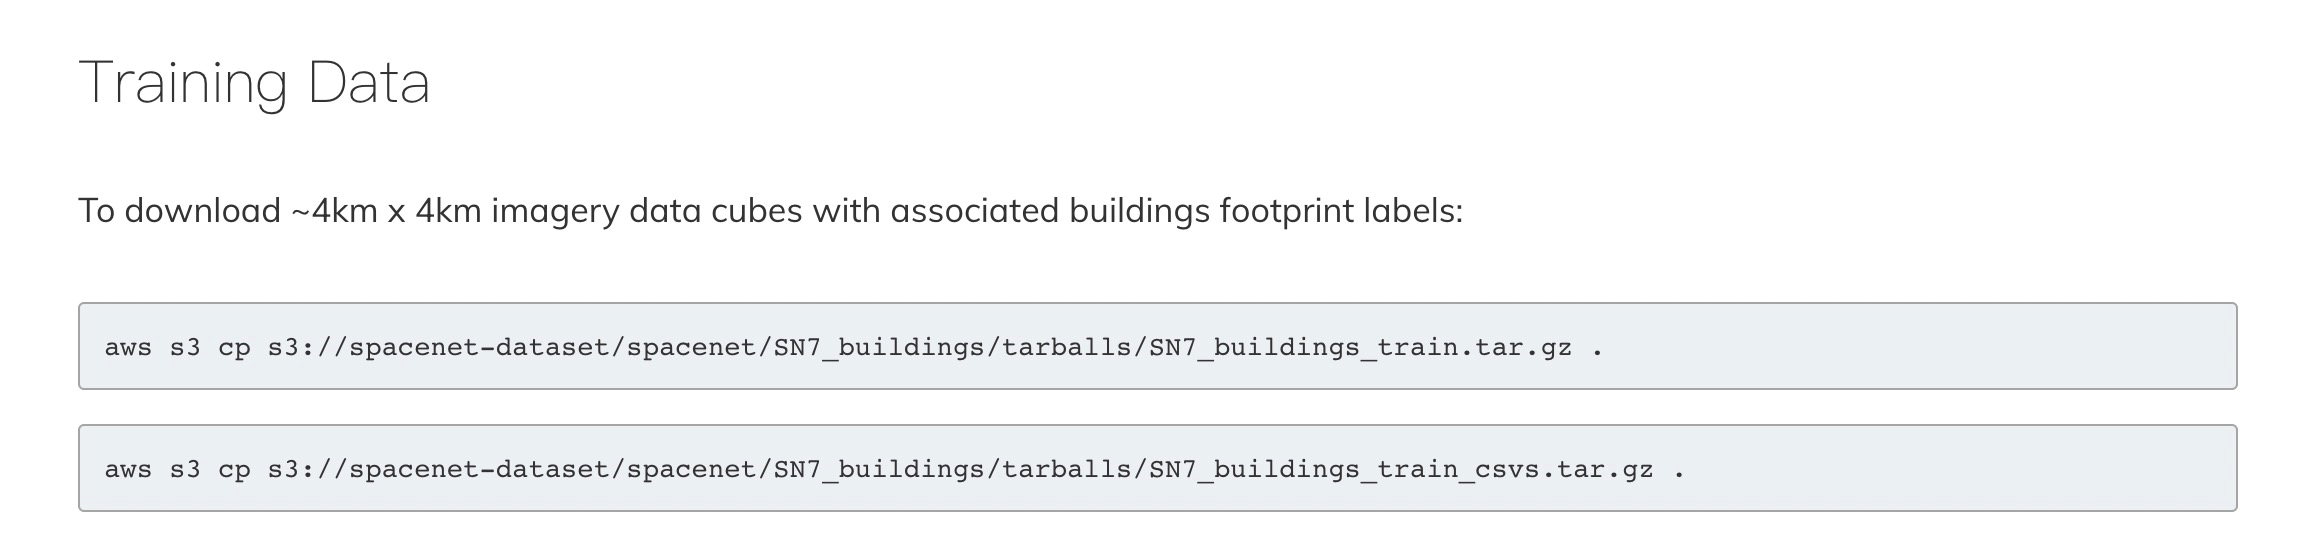 Training Data
To download ~4km x 4km imagery data cubes with associated buildings footprint labels:
aws s3 cp s3://spacenet-dataset/spacenet/SN7_buildings/tarballs/SN7_buildings_train.tar.gz .
aws s3 cp s3://spacenet-dataset/spacenet/SN7_buildings/tarballs/SN7_buildings_train_csvs.tar.gz .